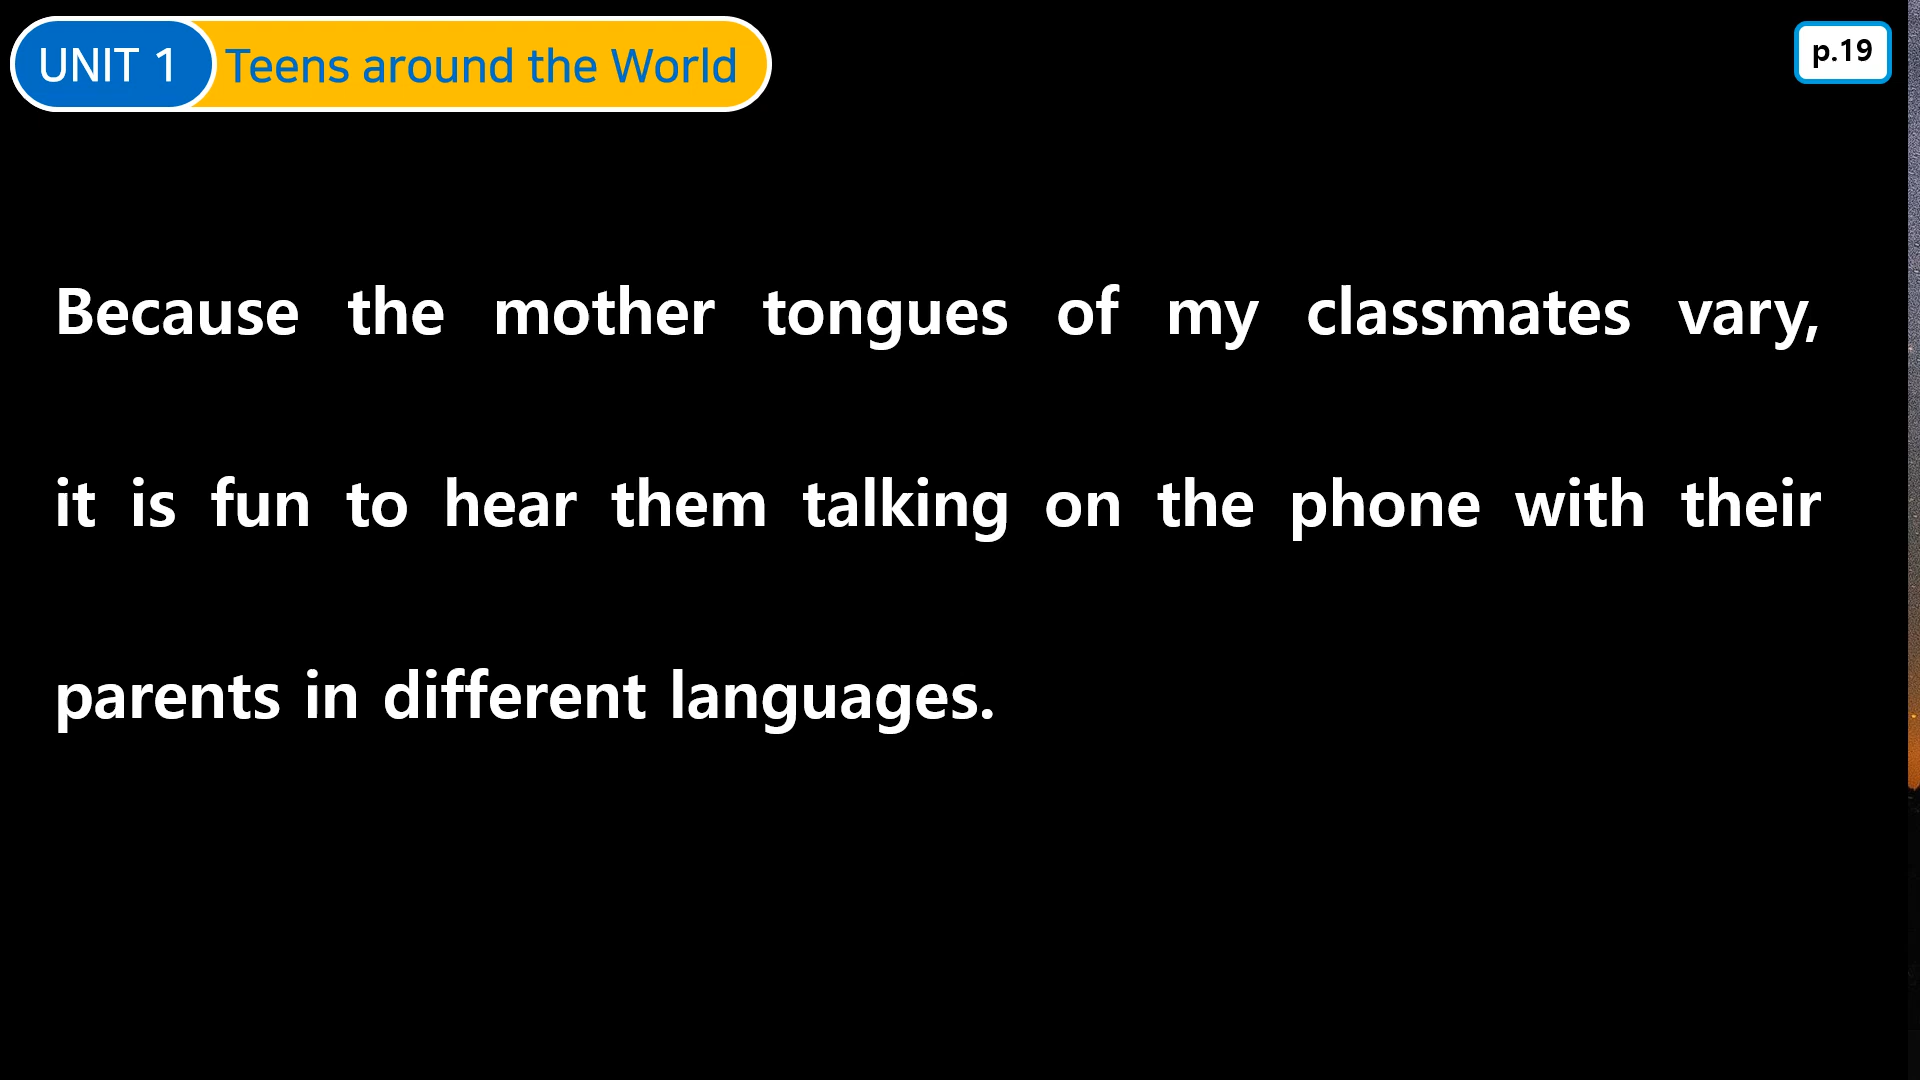 UNIT 1 Teens around the World
p.19
Because the mother tongues of my classmates vary,
it is fun to hear them talking on the phone with their
parents in different languages.